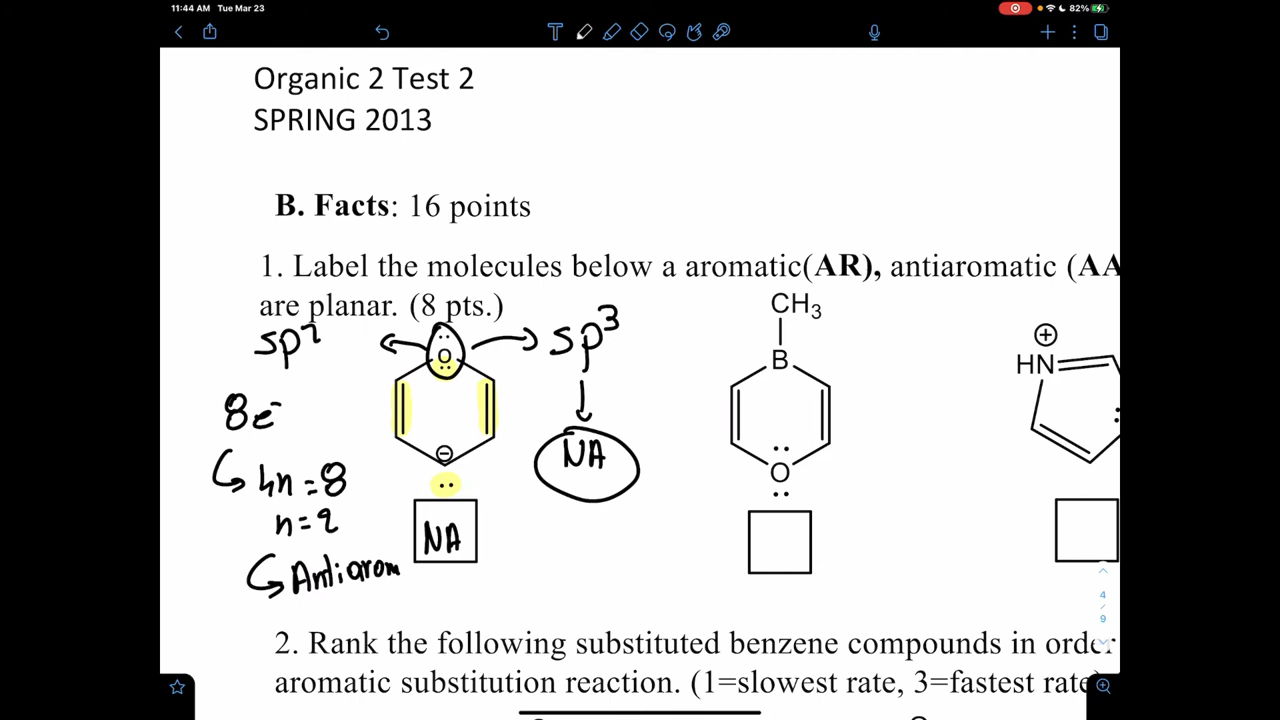 11:44 AM Tue Mar 23
82%
Organic 2 Test 2
SPRING 2013
B. Facts: 16 points
1. Label the molecules below a aromatic(AR), antiaromatic (AA
are planar. (8 pts.)
sp² O sp³
8e⁻
4n = 8
n = 2
Antiarom
⊖
NA
NA
CH3
B
O
⊕
HN
4
/
9
2. Rank the following substituted benzene compounds in order
aromatic substitution reaction. (1=slowest rate, 3=fastest rate)